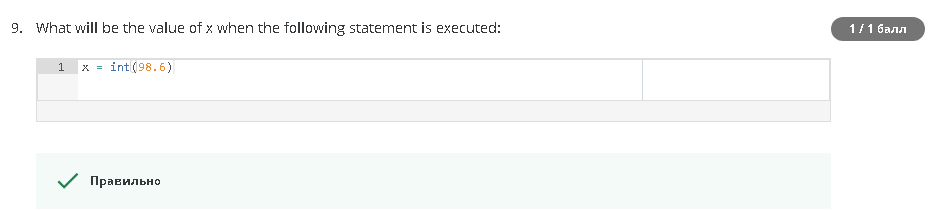 9. What will be the value of x when the following statement is executed:
1 / 1 балл
1 x = int(98.6)
Правильно